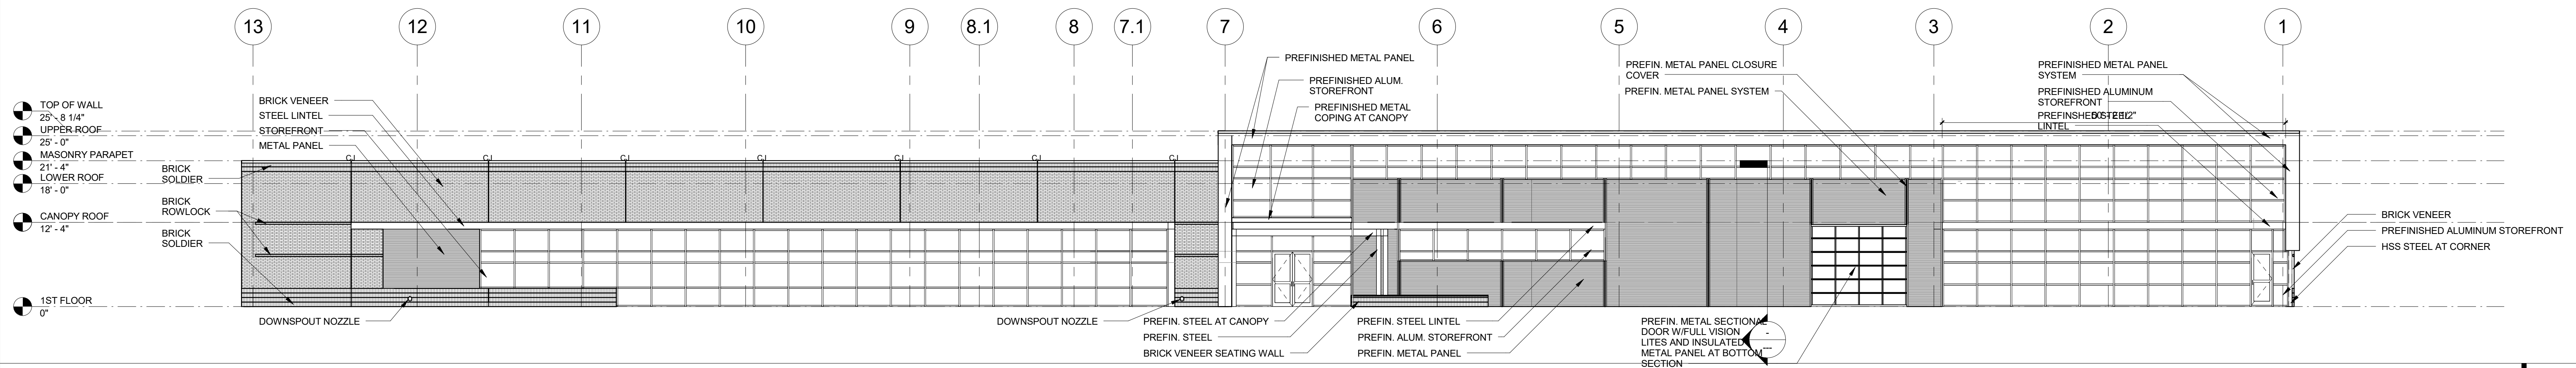 13
12
11
10
9
8.1
8
7.1
7
6
5
4
3
2
1
TOP OF WALL
25' - 8 1/4"
UPPER ROOF
25' - 0"
MASONRY PARAPET
21' - 4"
LOWER ROOF
18' - 0"
CANOPY ROOF
12' - 4"
1ST FLOOR
0"
BRICK
SOLDIER
BRICK
ROWLOCK
BRICK
SOLDIER
BRICK VENEER
STEEL LINTEL
STOREFRONT
METAL PANEL
CJ
CJ
CJ
CJ
CJ
CJ
CJ
DOWNSPOUT NOZZLE
DOWNSPOUT NOZZLE
PREFINISHED METAL PANEL
PREFINISHED ALUM.
STOREFRONT
PREFINISHED METAL
COPING AT CANOPY
PREFIN. STEEL AT CANOPY
PREFIN. STEEL
BRICK VENEER SEATING WALL
PREFIN. STEEL LINTEL
PREFIN. ALUM. STOREFRONT
PREFIN. METAL PANEL
PREFIN. METAL PANEL CLOSURE
COVER
PREFIN. METAL PANEL SYSTEM
PREFIN. METAL SECTIONAL
DOOR W/FULL VISION
LITES AND INSULATED
METAL PANEL AT BOTTOM
SECTION
-
---
PREFINISHED METAL PANEL
SYSTEM
PREFINISHED ALUMINUM
STOREFRONT
PREFINISHED STEEL
LINTEL
BRICK VENEER
PREFINISHED ALUMINUM STOREFRONT
HSS STEEL AT CORNER